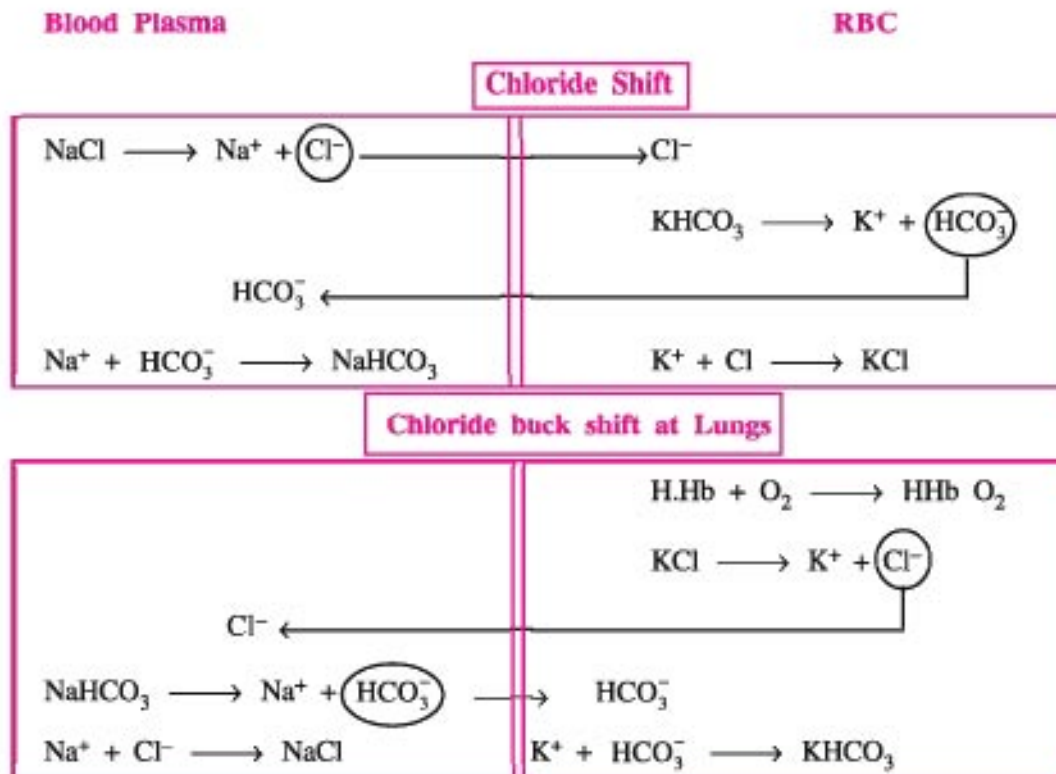 Blood Plasma RBC
Chloride Shift
NaCl ⟶ Na⁺ + Cl⁻ ⟶ Cl⁻
KHCO₃ ⟶ K⁺ + HCO₃⁻
HCO₃⁻ ⟵
Na⁺ + HCO₃⁻ ⟶ NaHCO₃ K⁺ + Cl ⟶ KCl
Chloride buck shift at Lungs
H.Hb + O₂ ⟶ HHb O₂
KCl ⟶ K⁺ + Cl⁻
Cl⁻ ⟵
NaHCO₃ ⟶ Na⁺ + HCO₃⁻ ⟶ HCO₃⁻
Na⁺ + Cl⁻ ⟶ NaCl K⁺ + HCO₃⁻ ⟶ KHCO₃